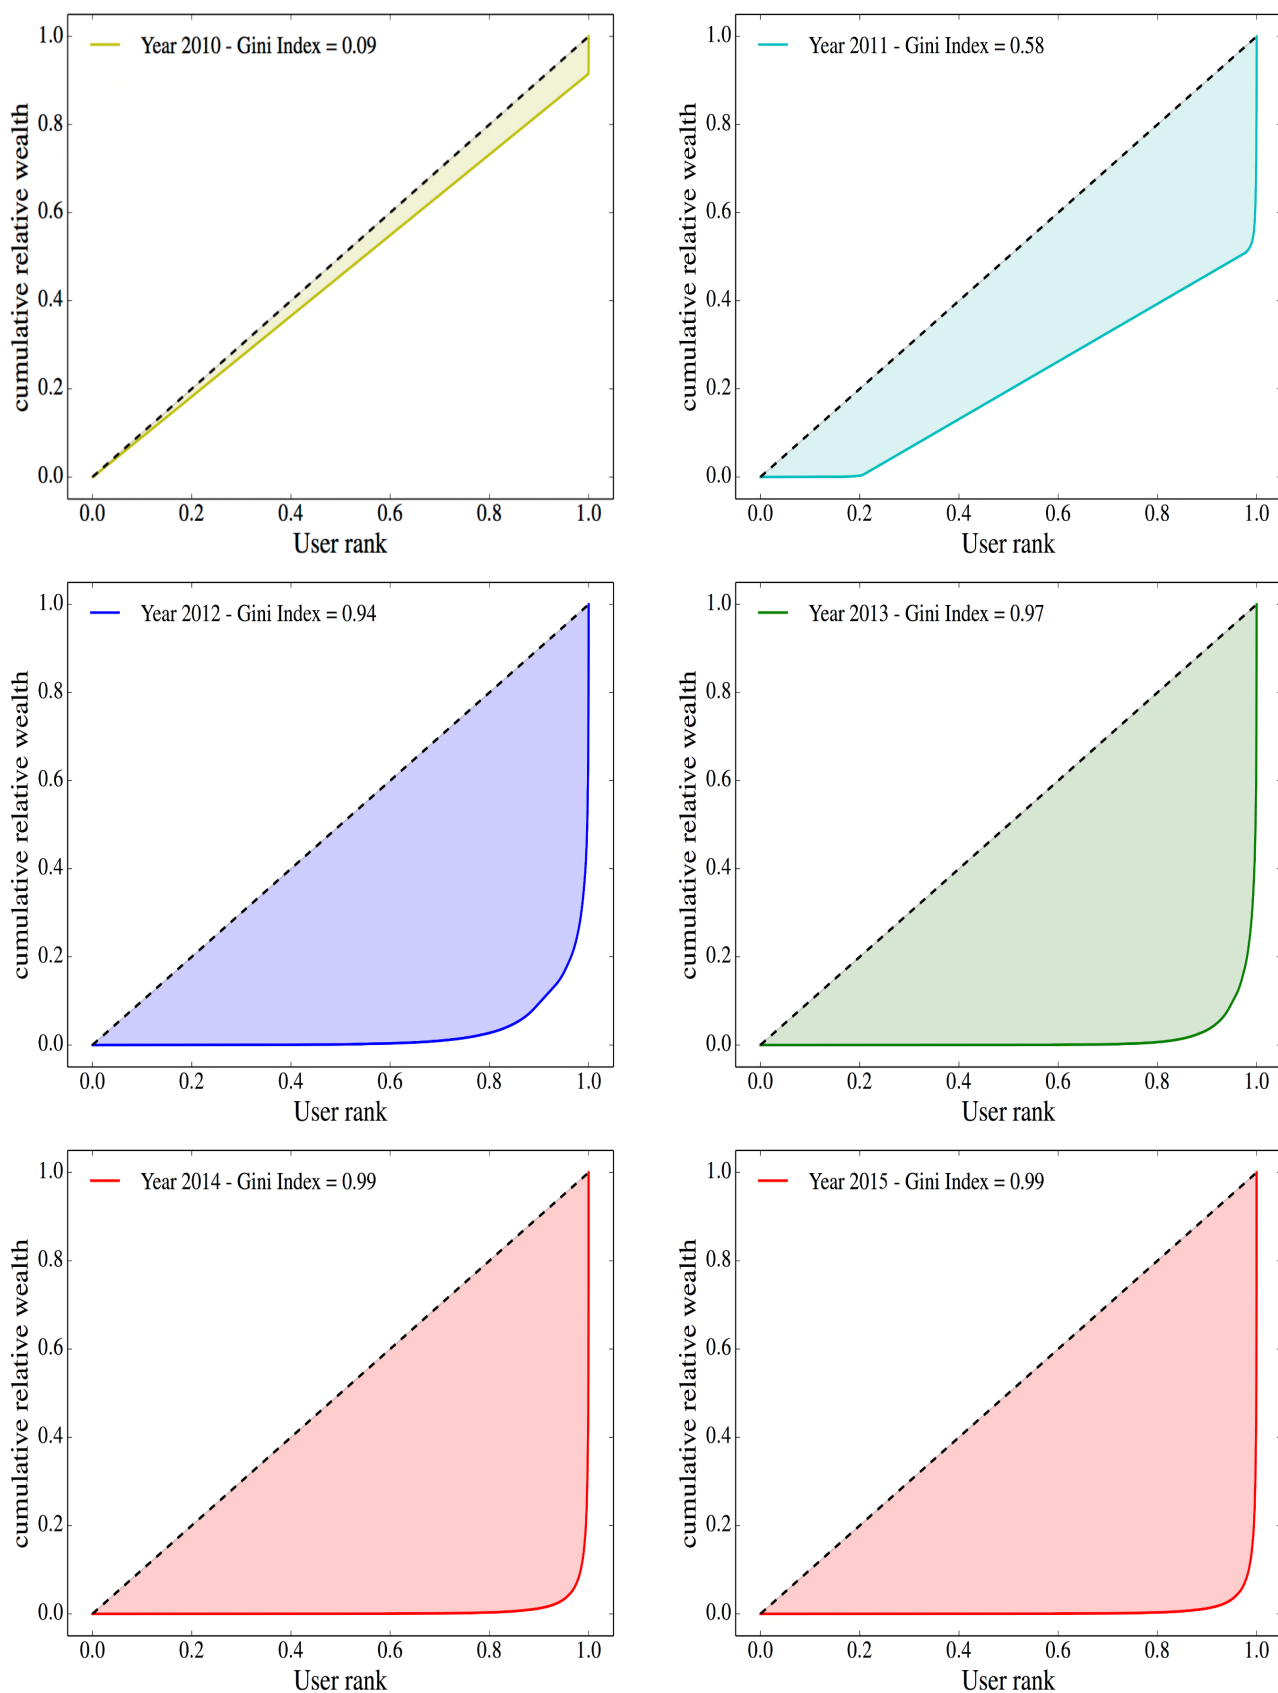 Year 2010 - Gini Index = 0.09
1.0
0.8
0.6
0.4
0.2
0.0
cumulative relative wealth
0.0 0.2 0.4 0.6 0.8 1.0
User rank
Year 2011 - Gini Index = 0.58
1.0
0.8
0.6
0.4
0.2
0.0
cumulative relative wealth
0.0 0.2 0.4 0.6 0.8 1.0
User rank
Year 2012 - Gini Index = 0.94
1.0
0.8
0.6
0.4
0.2
0.0
cumulative relative wealth
0.0 0.2 0.4 0.6 0.8 1.0
User rank
Year 2013 - Gini Index = 0.97
1.0
0.8
0.6
0.4
0.2
0.0
cumulative relative wealth
0.0 0.2 0.4 0.6 0.8 1.0
User rank
Year 2014 - Gini Index = 0.99
1.0
0.8
0.6
0.4
0.2
0.0
cumulative relative wealth
0.0 0.2 0.4 0.6 0.8 1.0
User rank
Year 2015 - Gini Index = 0.99
1.0
0.8
0.6
0.4
0.2
0.0
cumulative relative wealth
0.0 0.2 0.4 0.6 0.8 1.0
User rank